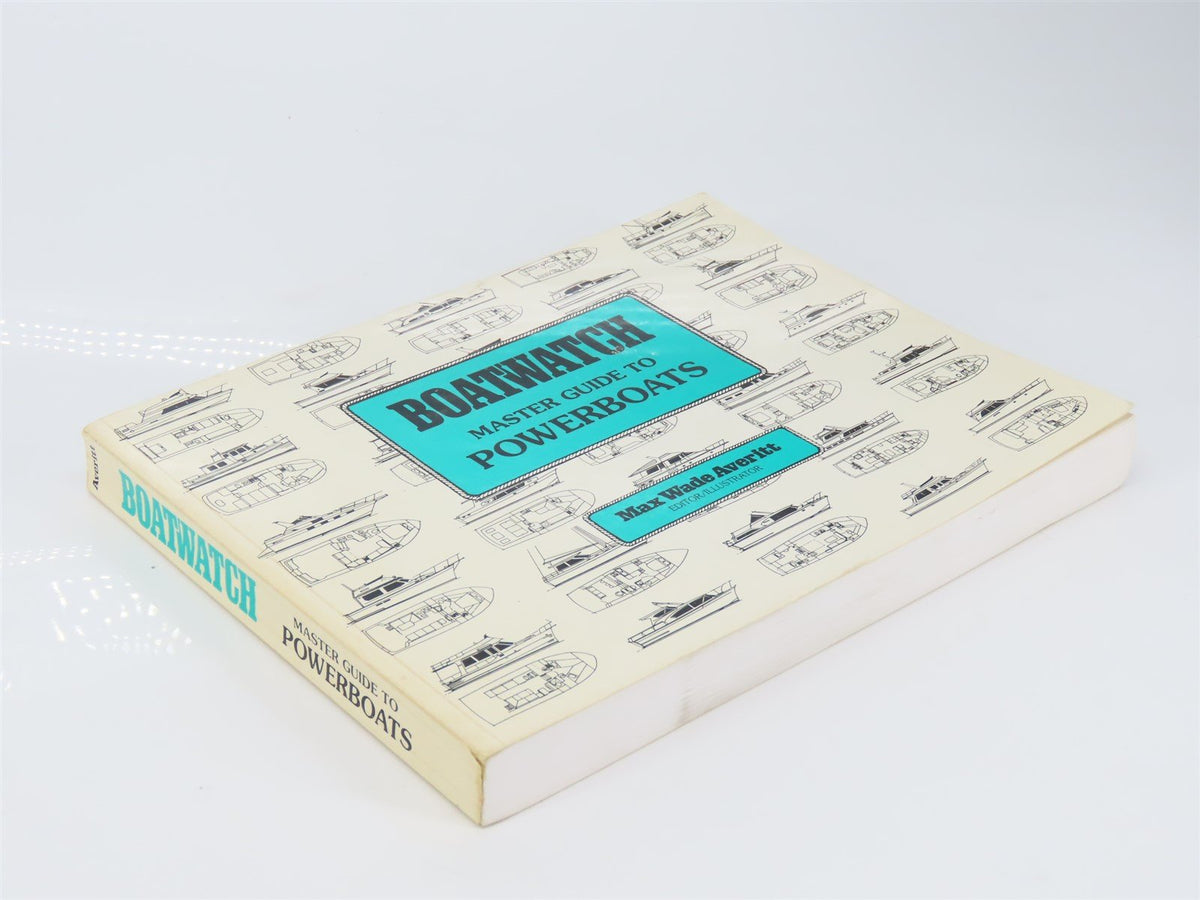 BOATWATCH
MASTER GUIDE TO
POWERBOATS
Max Wade Averitt
EDITOR/ILLUSTRATOR
Averitt
BOATWATCH
MASTER GUIDE TO
POWERBOATS